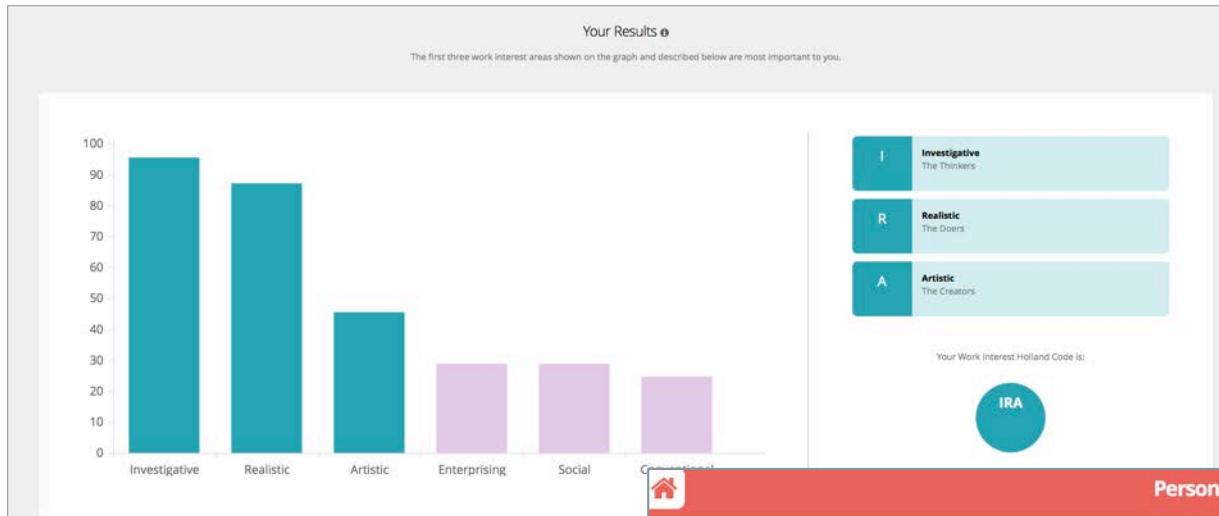 Your Results
The first three work interest areas shown on the graph and described below are most important to you.
100
90
80
70
60
50
40
30
20
10
0
Investigative Realistic Artistic Enterprising Social Conventional
I
Investigative
The Thinkers
R
Realistic
The Doers
A
Artistic
The Creators
Your Work Interest Holland Code is:
IRA
Person